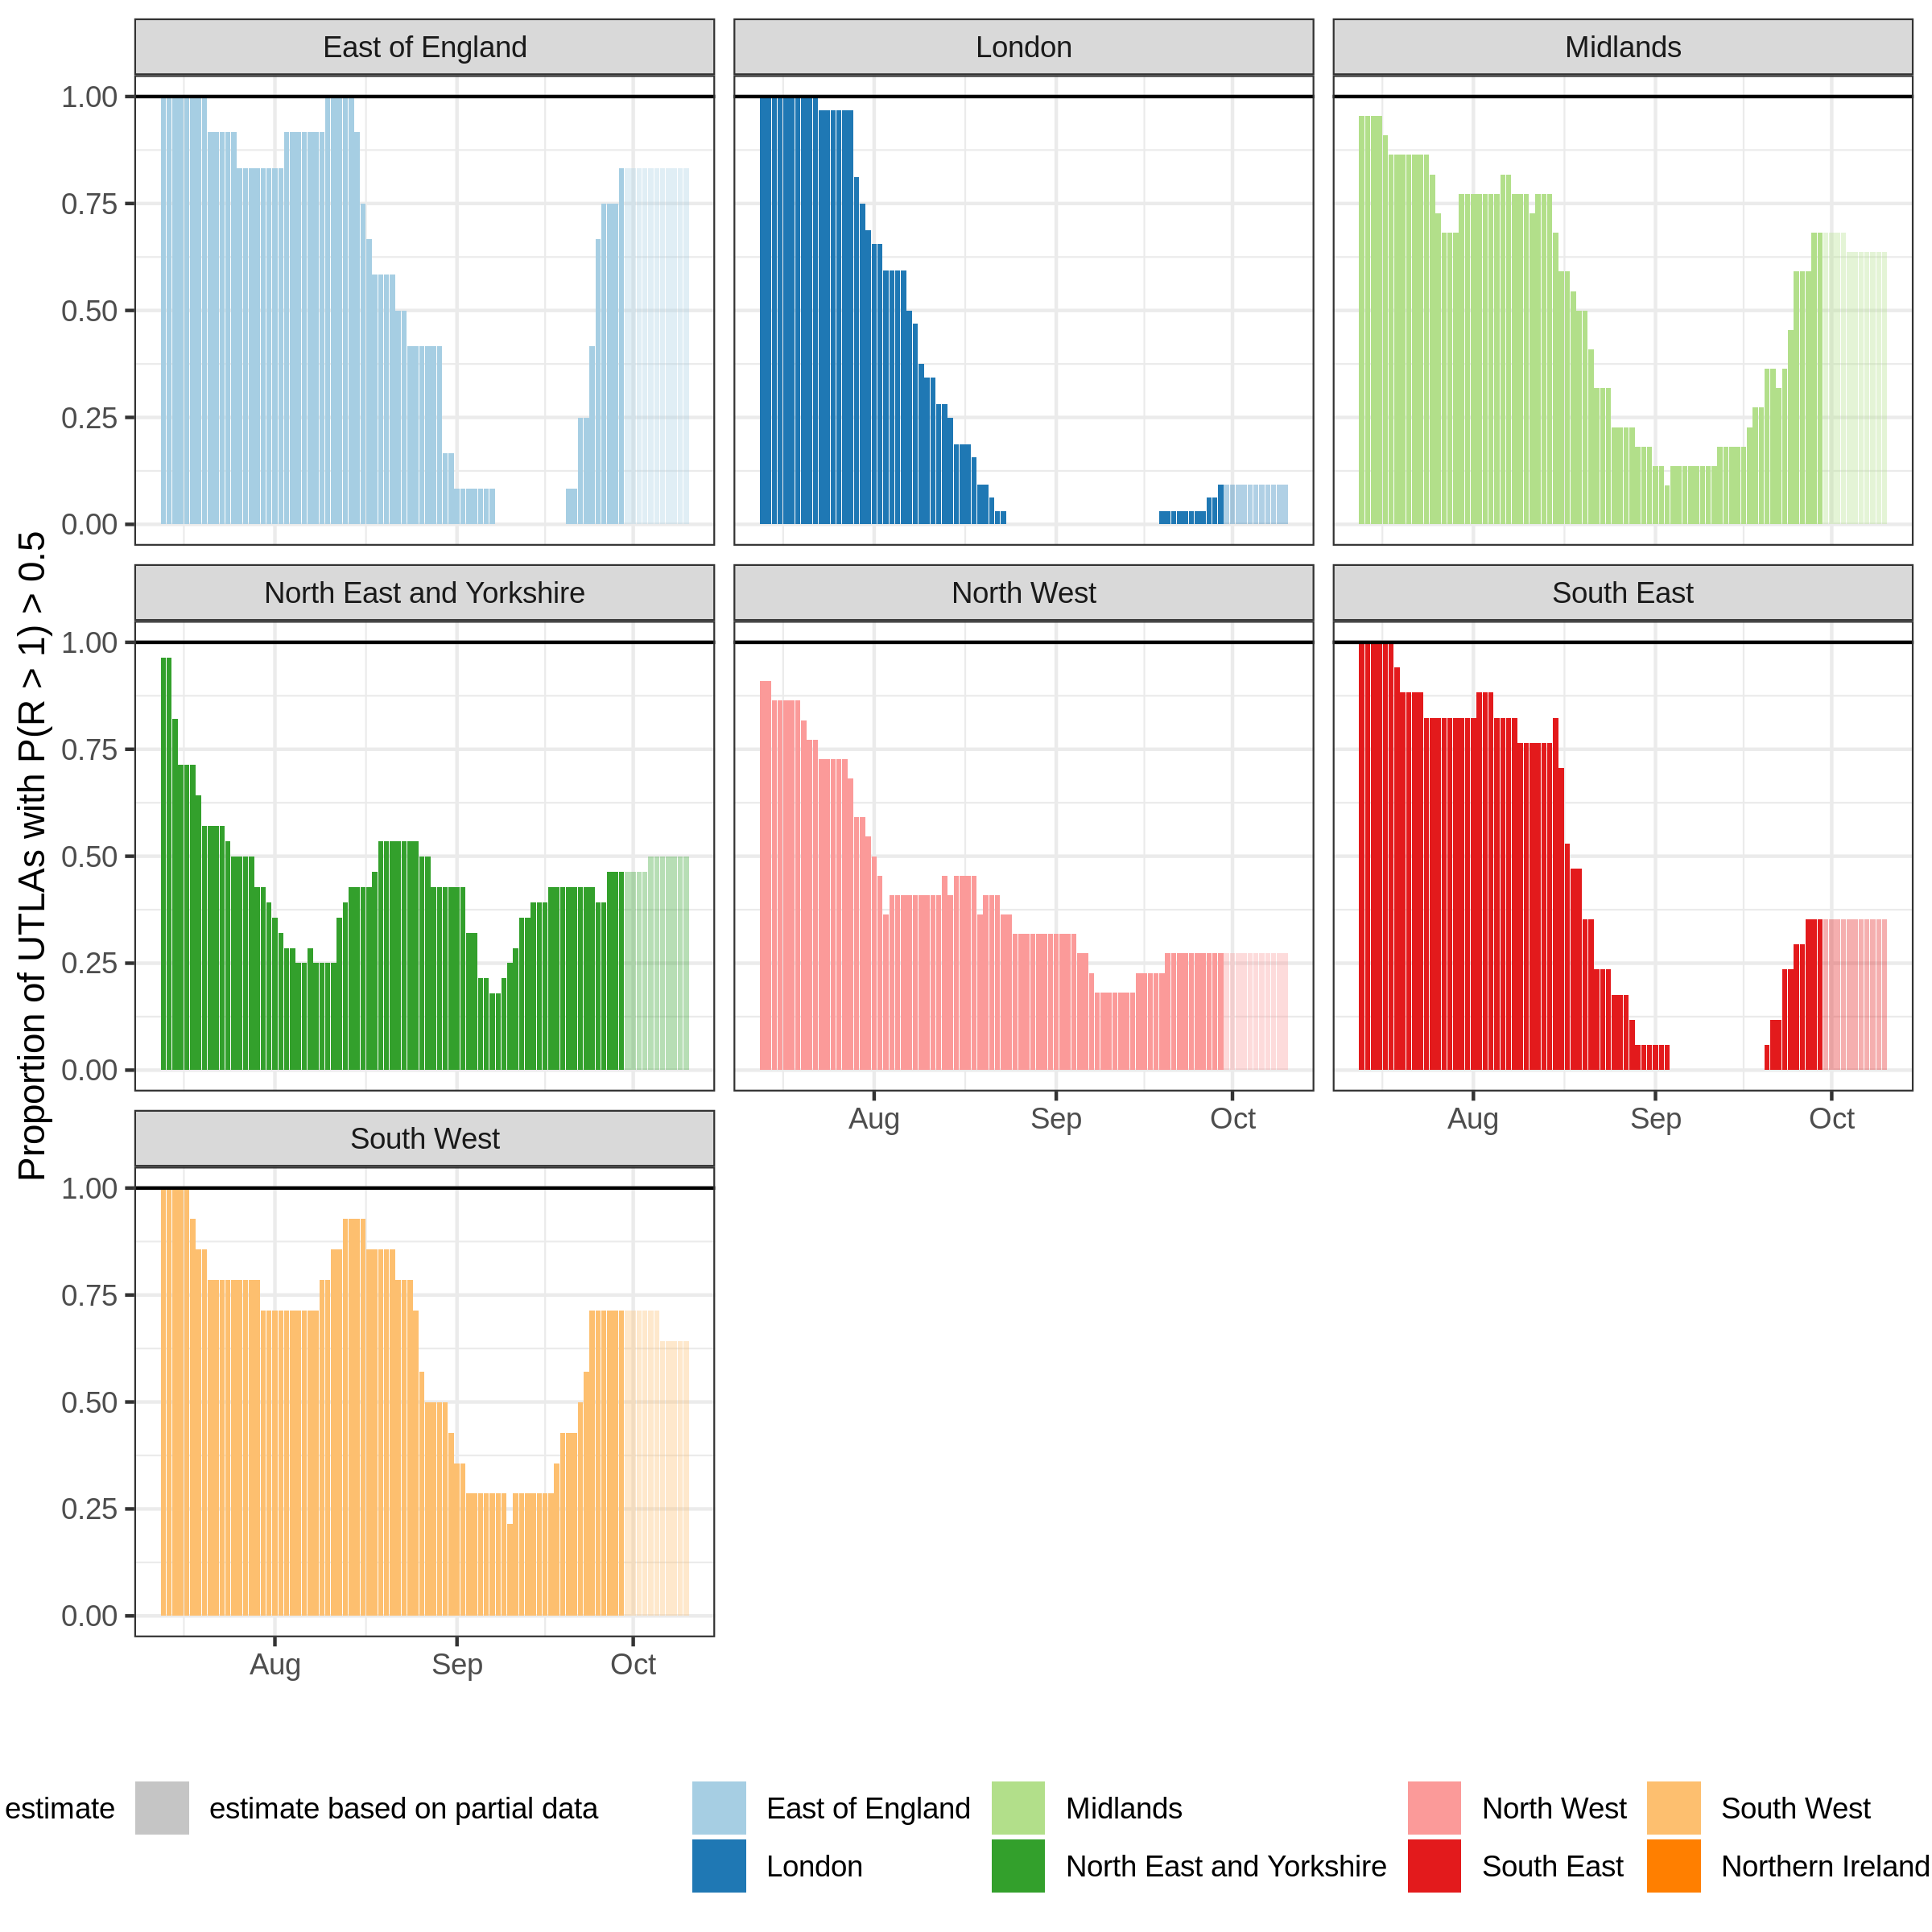 East of England
London
Midlands
1.00
0.75
0.50
0.25
0.00
Proportion of UTLAs with P(R > 1) > 0.5
North East and Yorkshire
North West
South East
1.00
0.75
0.50
0.25
0.00
Aug Sep Oct
Aug Sep Oct
South West
1.00
0.75
0.50
0.25
0.00
Aug Sep Oct
estimate
estimate based on partial data
East of England
Midlands
North West
South West
London
North East and Yorkshire
South East
Northern Ireland